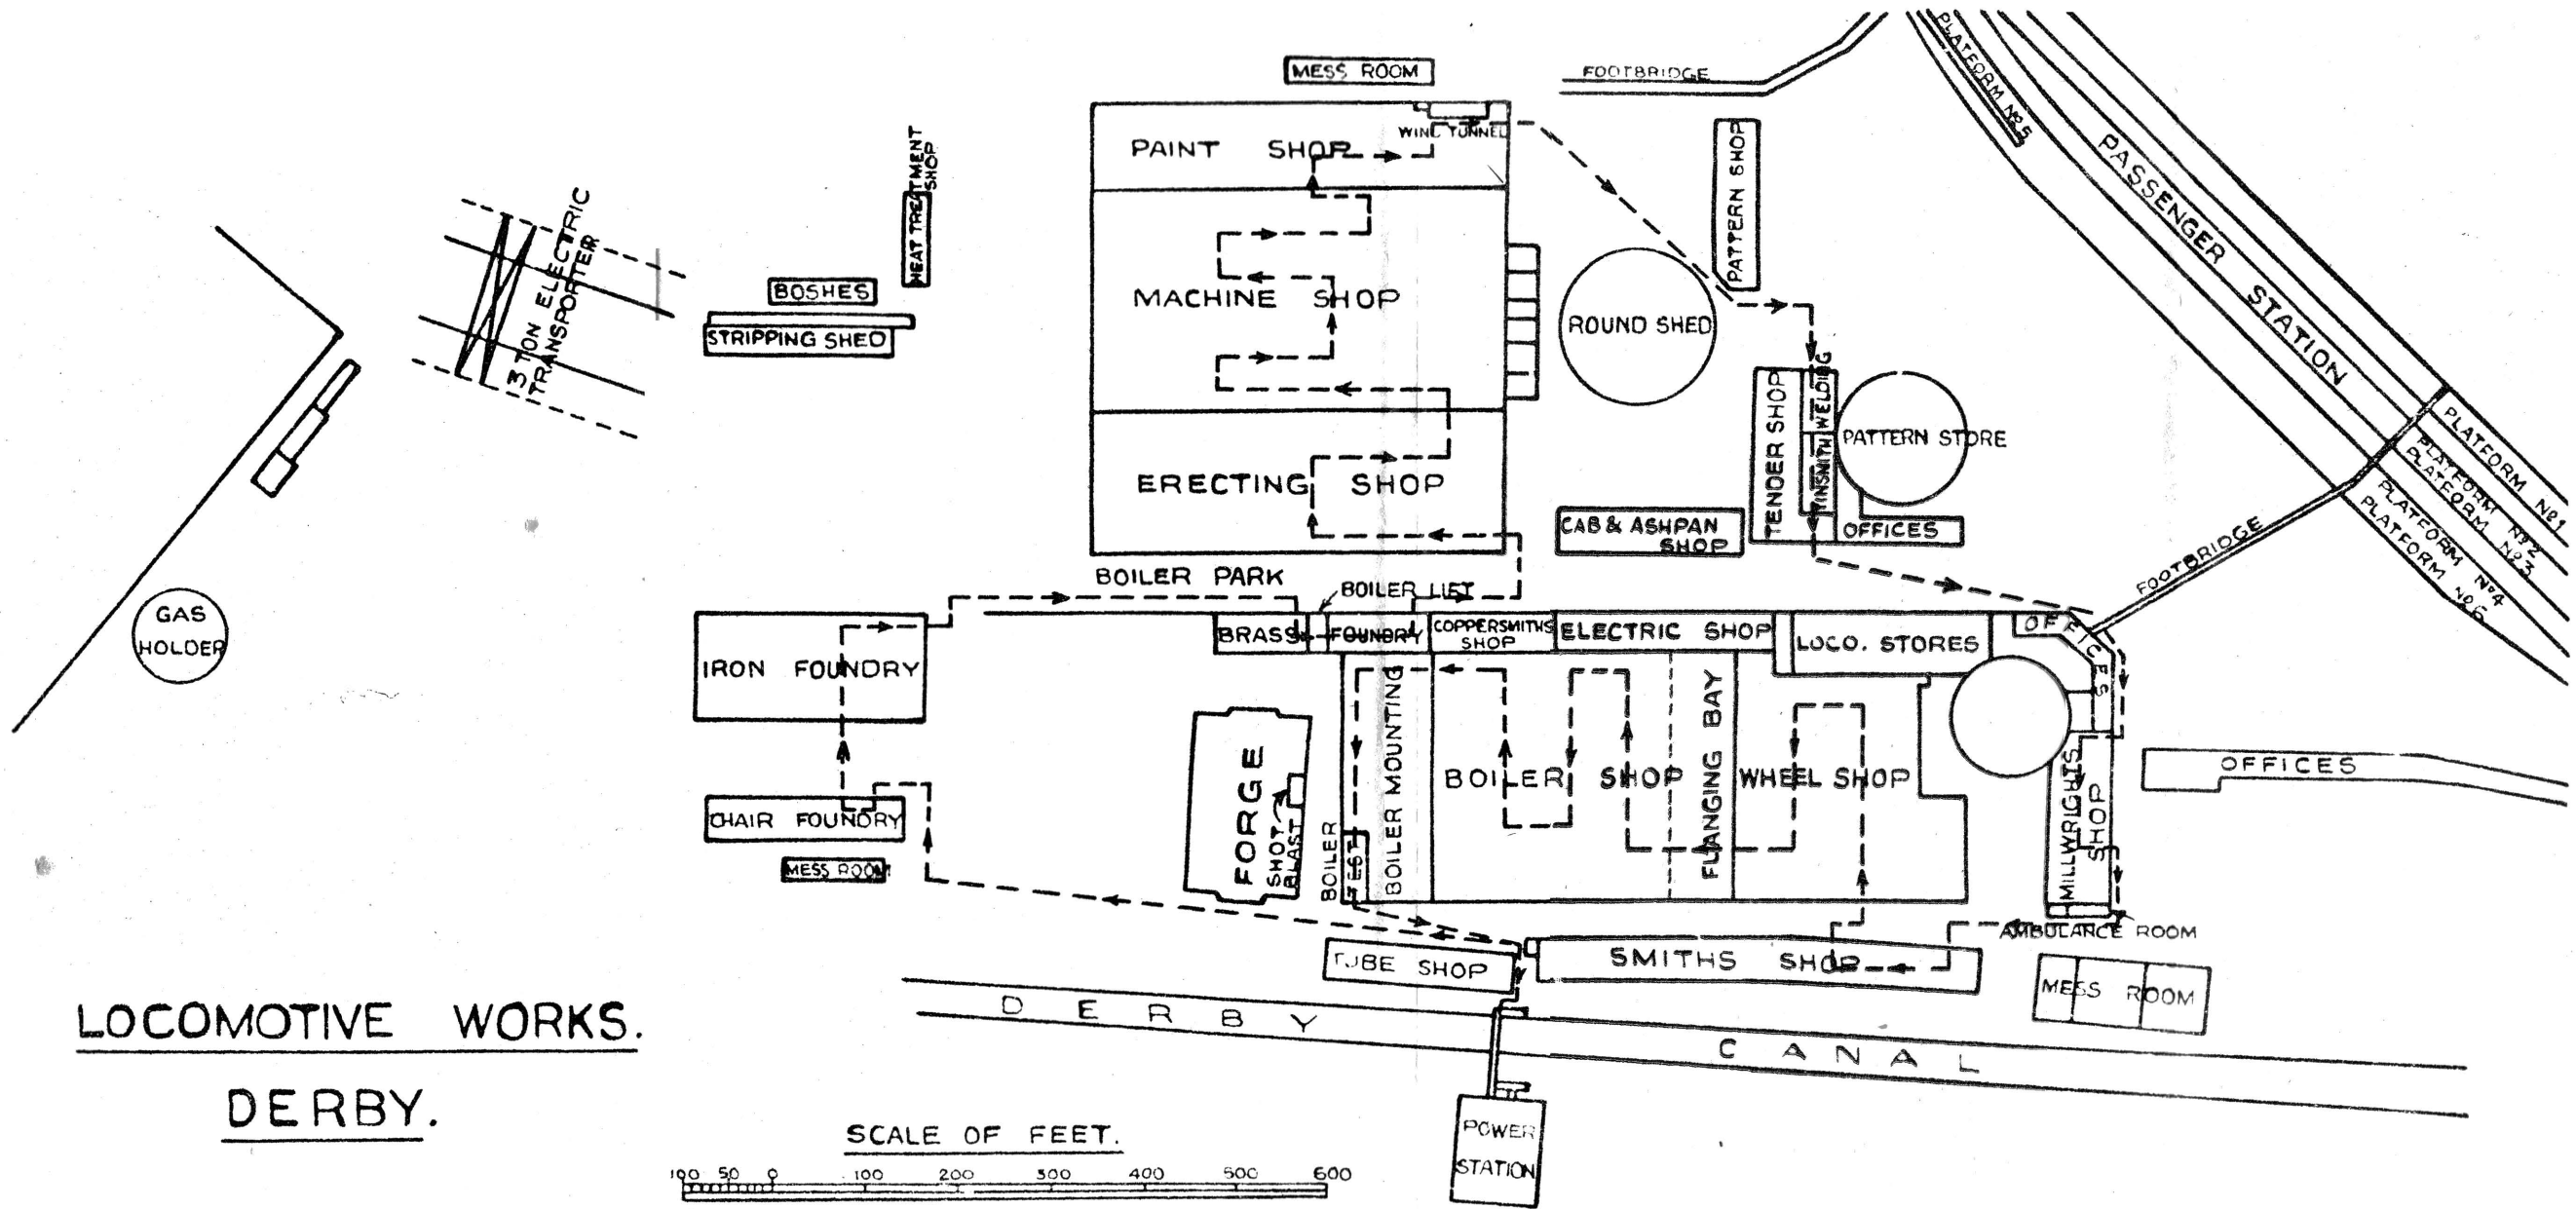 MESS ROOM
FOOTBRIDGE
PLATFORM Nº5
PASSENGER STATION
PAINT SHOP
WIND TUNNEL
PATTERN SHOP
HEAT TREATMENT
SHOP
3 TON ELECTRIC
TRANSPORTER
BOSHES
STRIPPING SHED
MACHINE SHOP
ROUND SHED
ERECTING SHOP
TENDER SHOP
WELDING
TINSMITH
PATTERN STORE
OFFICES
CAB & ASHPAN
SHOP
PLATFORM Nº1
PLATFORM Nº2
PLATFORM Nº3
PLATFORM Nº4
PLATFORM Nº6
FOOTBRIDGE
BOILER PARK
BOILER LIFT
GAS
HOLDER
IRON FOUNDRY
BRASS FOUNDRY
COPPERSMITHS
SHOP
ELECTRIC SHOP
LOCO. STORES
OFFICES
CHAIR FOUNDRY
MESS ROOM
FORGE
SHOT
BLAST
BOILER
TEST
BOILER MOUNTING
BOILER SHOP
FLANGING BAY
WHEEL SHOP
MILLWRIGHTS
SHOP
OFFICES
AMBULANCE ROOM
TUBE SHOP
SMITHS SHOP
MESS ROOM
DERBY CANAL
LOCOMOTIVE WORKS.
DERBY.
POWER
STATION
SCALE OF FEET.
100 50 0 100 200 300 400 500 600